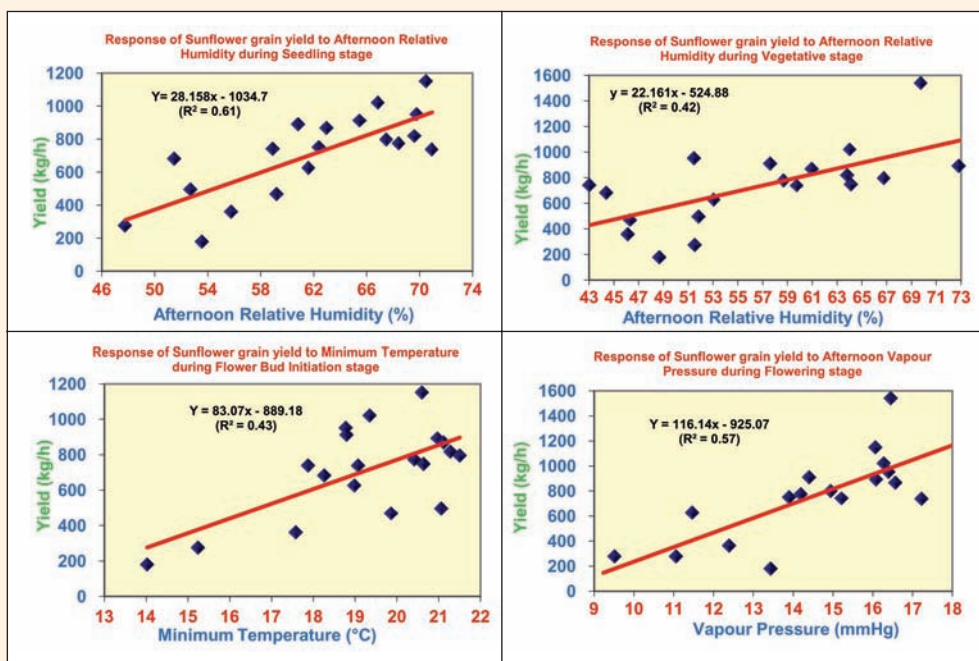 Response of Sunflower grain yield to Afternoon Relative
Humidity during Seedling stage
Y= 28.158x - 1034.7
(R² = 0.61)
Yield (kg/h)
1200
1000
800
600
400
200
0
46 50 54 58 62 66 70 74
Afternoon Relative Humidity (%)
Response of Sunflower grain yield to Afternoon Relative
Humidity during Vegetative stage
y = 22.161x - 524.88
(R² = 0.42)
Yield (kg/h)
1600
1400
1200
1000
800
600
400
200
0
43 45 47 49 51 53 55 57 59 61 63 65 67 69 71 73
Afternoon Relative Humidity (%)
Response of Sunflower grain yield to Minimum Temperature
during Flower Bud Initiation stage
Y = 83.07x - 889.18
(R² = 0.43)
Yield (kg/h)
1200
1000
800
600
400
200
0
13 14 15 16 17 18 19 20 21 22
Minimum Temperature (°C)
Response of Sunflower grain yield to Afternoon Vapour
Pressure during Flowering stage
Y = 116.14x - 925.07
(R² = 0.57)
Yield (kg/h)
1600
1400
1200
1000
800
600
400
200
0
9 10 11 12 13 14 15 16 17 18
Vapour Pressure (mmHg)